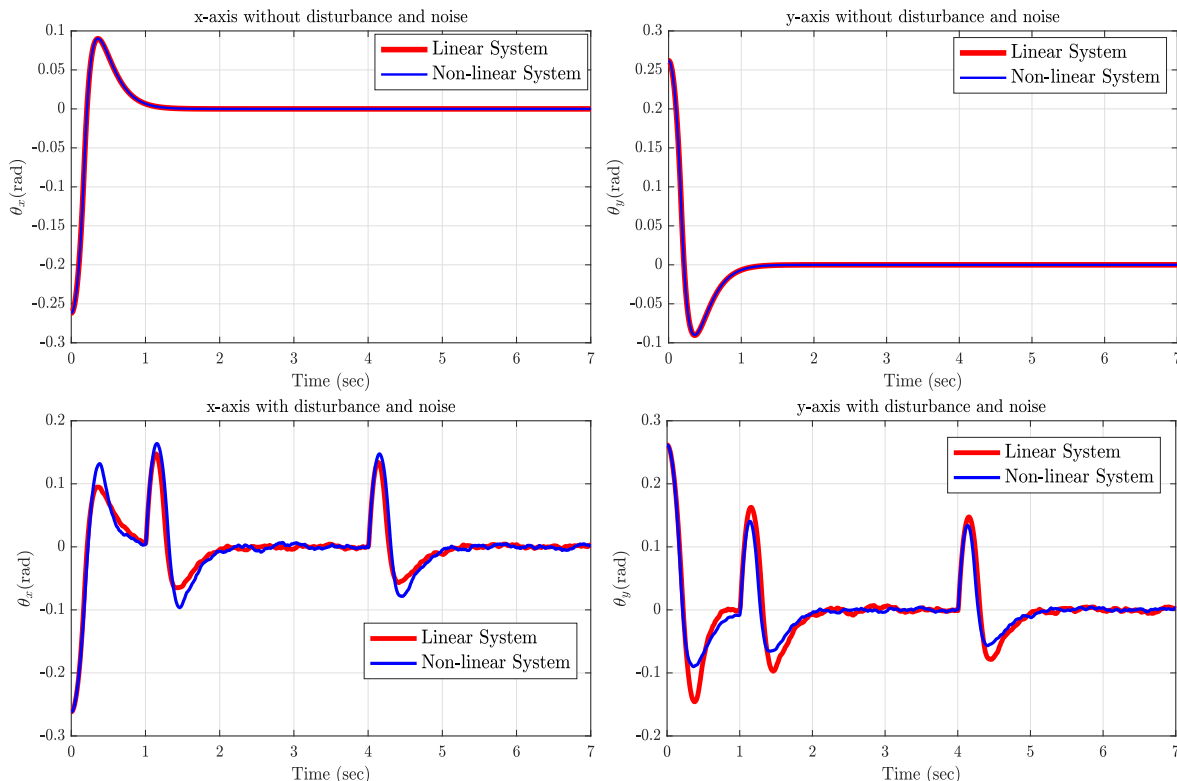 x-axis without disturbance and noise
0.1
0.05
0
-0.05
-0.1
-0.15
-0.2
-0.25
-0.3
θx(rad)
Linear System
Non-linear System
0 1 2 3 4 5 6 7
Time (sec)
y-axis without disturbance and noise
0.3
0.25
0.2
0.15
0.1
0.05
0
-0.05
-0.1
θy(rad)
Linear System
Non-linear System
0 1 2 3 4 5 6 7
Time (sec)
x-axis with disturbance and noise
0.2
0.1
0
-0.1
-0.2
-0.3
θx(rad)
Linear System
Non-linear System
0 1 2 3 4 5 6 7
Time (sec)
y-axis with disturbance and noise
0.3
0.2
0.1
0
-0.1
-0.2
θy(rad)
Linear System
Non-linear System
0 1 2 3 4 5 6 7
Time (sec)